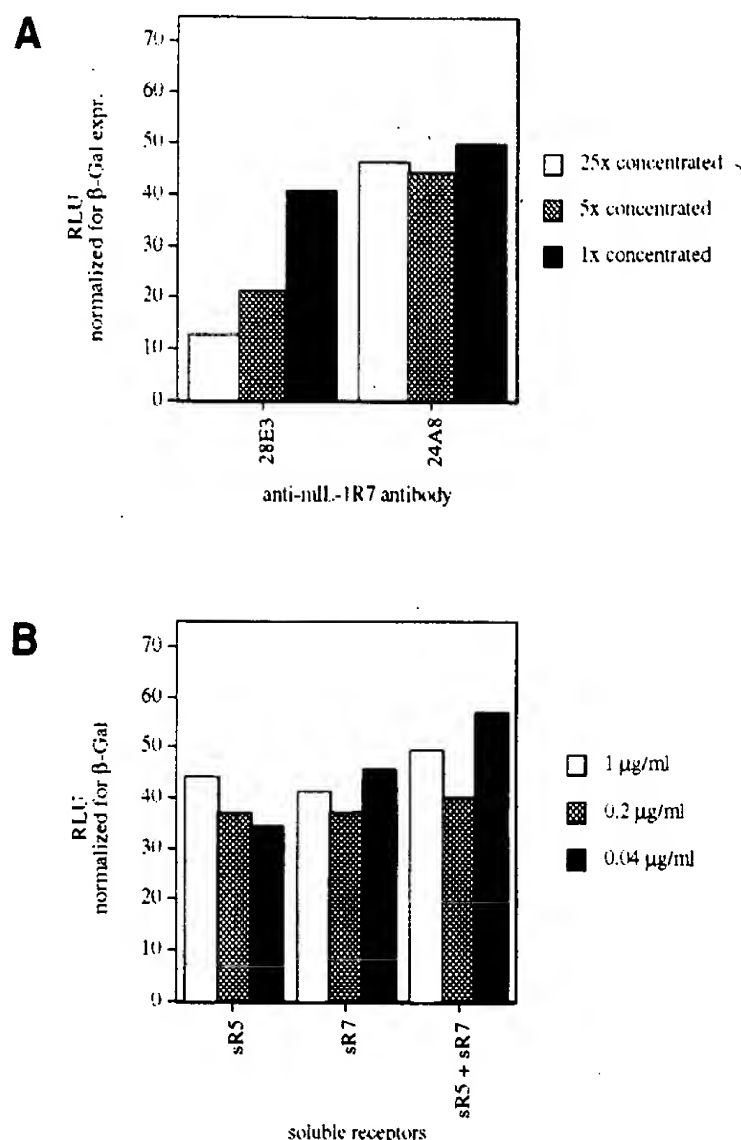 A
70
60
50
40
30
20
10
0
RLU
normalized for β-Gal expr.
28E3
24A8
anti-mIL-1R7 antibody
25x concentrated
5x concentrated
1x concentrated
B
70
60
50
40
30
20
10
0
RLU
normalized for β-Gal
sR5
sR7
sR5 + sR7
soluble receptors
1 μg/ml
0.2 μg/ml
0.04 μg/ml